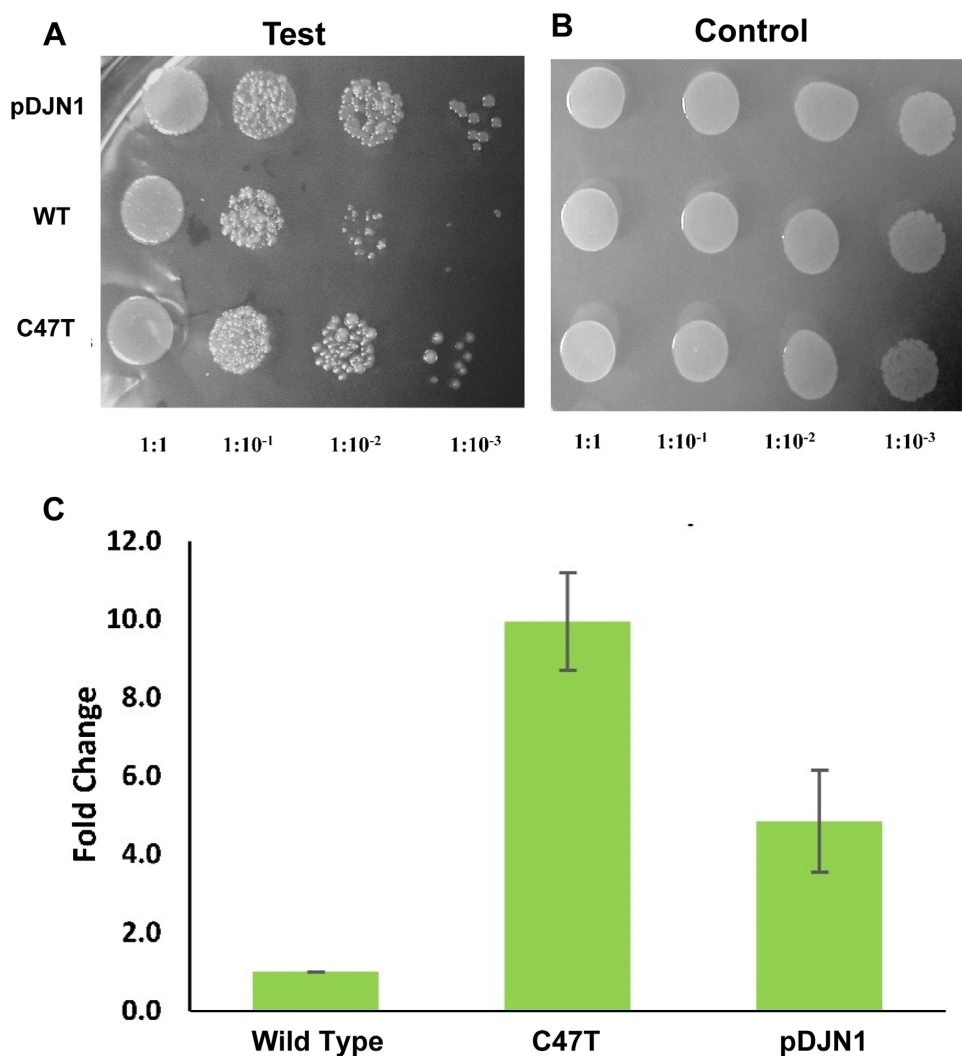 A Test
B Control
pDJN1
WT
C47T
1:1 1:10-1 1:10-2 1:10-3
1:1 1:10-1 1:10-2 1:10-3
C
12.0
10.0
8.0
6.0
4.0
2.0
0.0
Fold Change
Wild Type C47T pDJN1